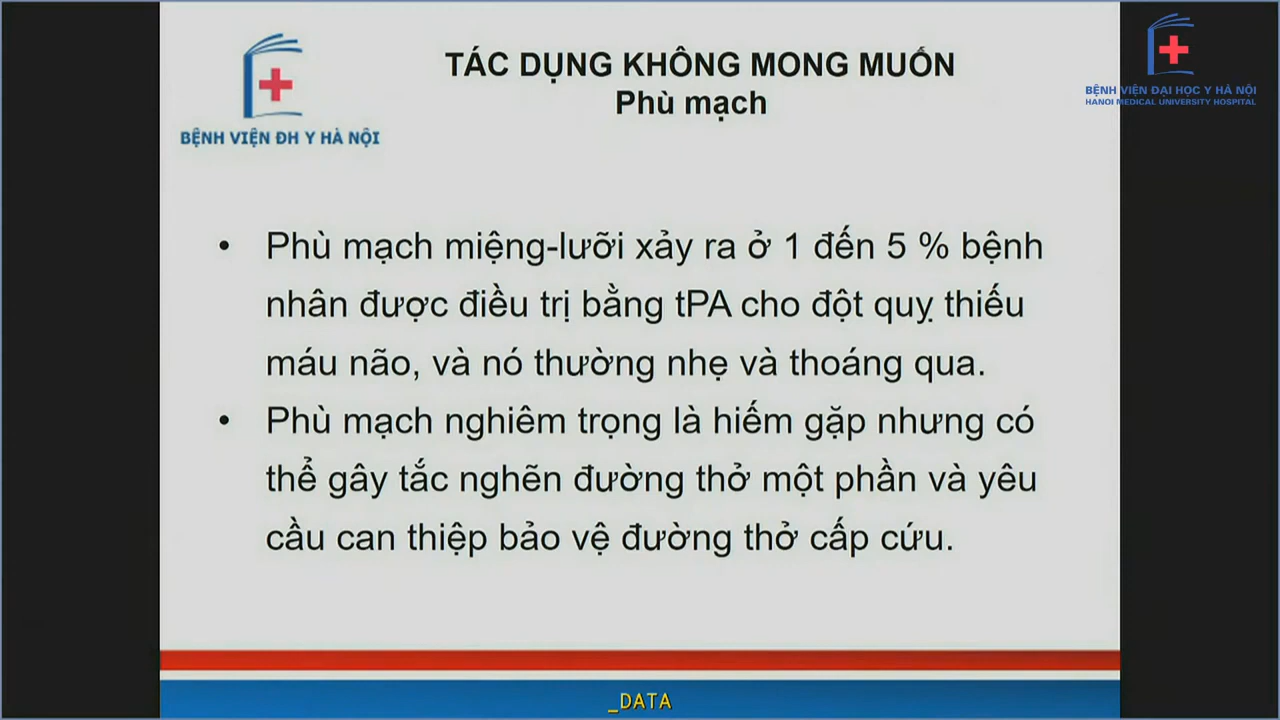 TÁC DỤNG KHÔNG MONG MUỐN
Phù mạch
BỆNH VIỆN ĐH Y HÀ NỘI
BỆNH VIỆN ĐẠI HỌC Y HÀ NỘI
HANOI MEDICAL UNIVERSITY HOSPITAL
• Phù mạch miệng-lưỡi xảy ra ở 1 đến 5 % bệnh
nhân được điều trị bằng tPA cho đột quỵ thiếu
máu não, và nó thường nhẹ và thoáng qua.
• Phù mạch nghiêm trọng là hiếm gặp nhưng có
thể gây tắc nghẽn đường thở một phần và yêu
cầu can thiệp bảo vệ đường thở cấp cứu.
_DATA